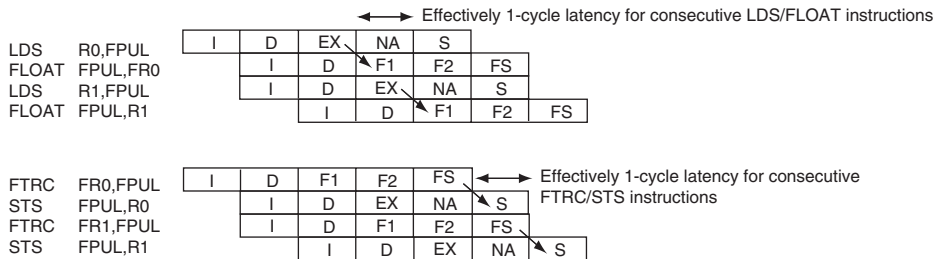 Effectively 1-cycle latency for consecutive LDS/FLOAT instructions
LDS R0,FPUL I D EX NA S
FLOAT FPUL,FR0 I D F1 F2 FS
LDS R1,FPUL I D EX NA S
FLOAT FPUL,R1 I D F1 F2 FS
FTRC FR0,FPUL I D F1 F2 FS Effectively 1-cycle latency for consecutive
STS FPUL,R0 I D EX NA S FTRC/STS instructions
FTRC FR1,FPUL I D F1 F2 FS
STS FPUL,R1 I D EX NA S